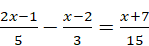 (2x−1)/5 − (x−2)/3 = (x+7)/15